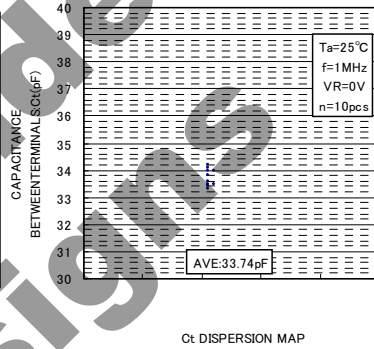 40
39
38
37
36
35
34
33
32
31
30
CAPACITANCE
BETWEENTERMINALS:Ct(pF)
Ta=25°C
f=1MHz
VR=0V
n=10pcs
AVE:33.74pF
Ct DISPERSION MAP